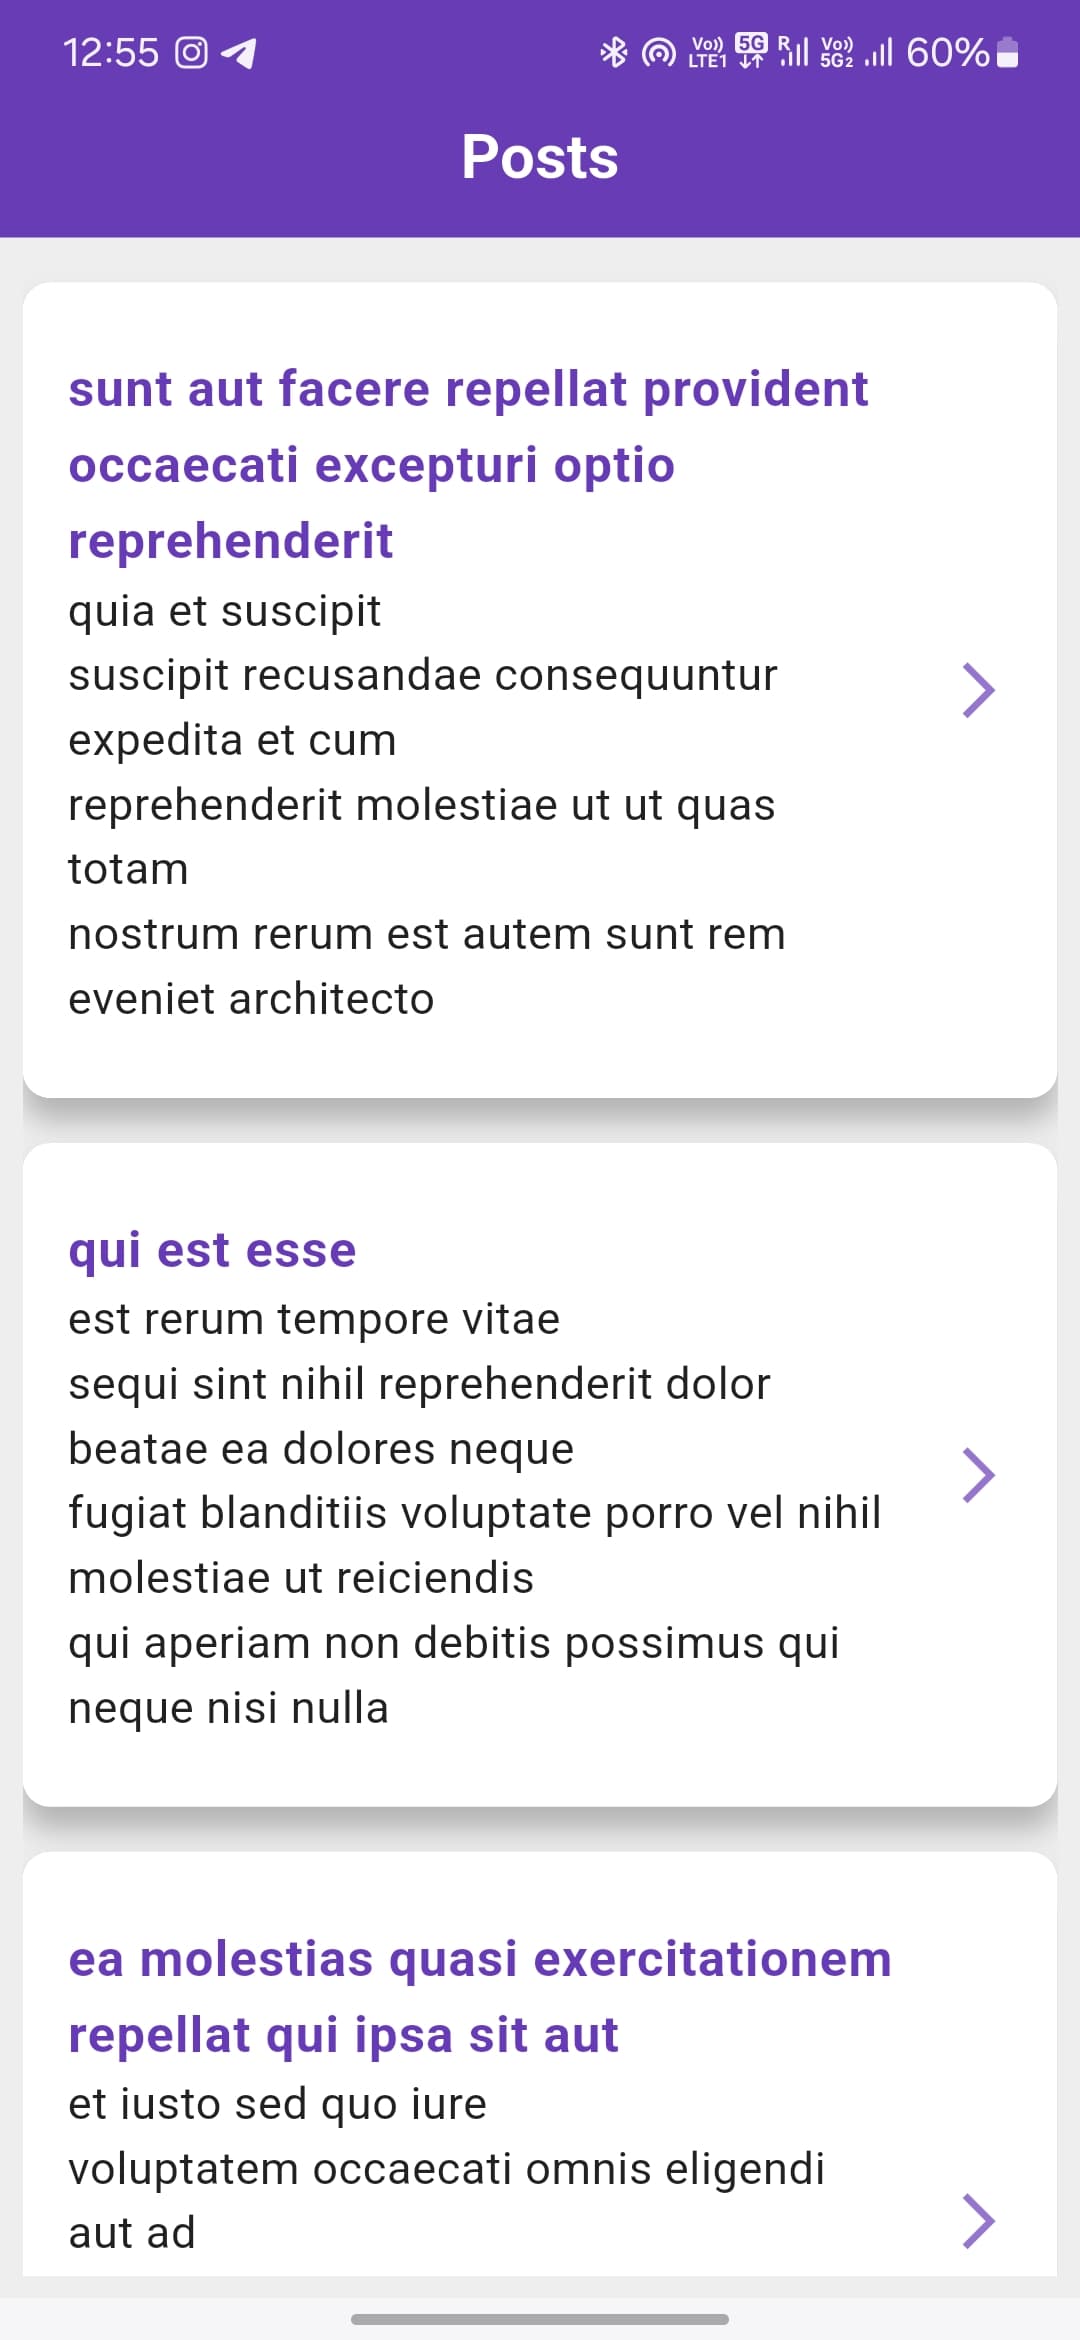 12:55 Vo)) LTE1 5G R Vo)) 5G2 60%
Posts
sunt aut facere repellat provident
occaecati excepturi optio
reprehenderit
quia et suscipit
suscipit recusandae consequuntur
expedita et cum
reprehenderit molestiae ut ut quas
totam
nostrum rerum est autem sunt rem
eveniet architecto
qui est esse
est rerum tempore vitae
sequi sint nihil reprehenderit dolor
beatae ea dolores neque
fugiat blanditiis voluptate porro vel nihil
molestiae ut reiciendis
qui aperiam non debitis possimus qui
neque nisi nulla
ea molestias quasi exercitationem
repellat qui ipsa sit aut
et iusto sed quo iure
voluptatem occaecati omnis eligendi
aut ad